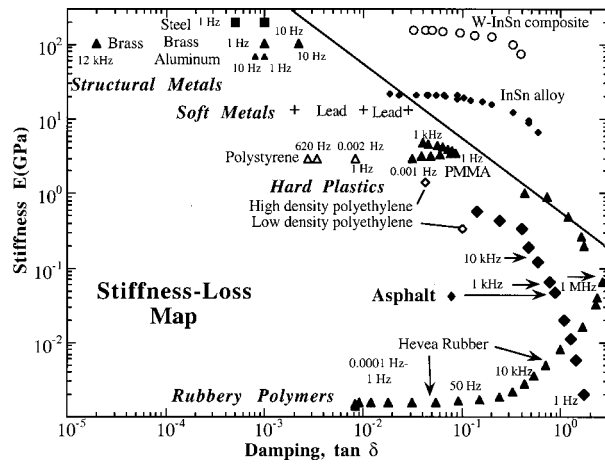 Stiffness E(GPa)
10^2
10^1
10^0
10^-1
10^-2
Steel 1 Hz 10 Hz
W-InSn composite
Brass Brass 1 Hz
12 kHz Aluminum 10 Hz
10 Hz 1 Hz
Structural Metals
InSn alloy
Soft Metals Lead Lead
1 kHz
620 Hz 0.002 Hz
Polystyrene 1 Hz 1 Hz
0.001 Hz PMMA
Hard Plastics
High density polyethylene
Low density polyethylene
10 kHz
Stiffness-Loss
Map
1 kHz 1 MHz
Asphalt
Hevea Rubber
0.0001 Hz-
1 Hz
10 kHz
50 Hz
Rubbery Polymers 1 Hz
10^-5 10^-4 10^-3 10^-2 10^-1 10^0
Damping, tan δ